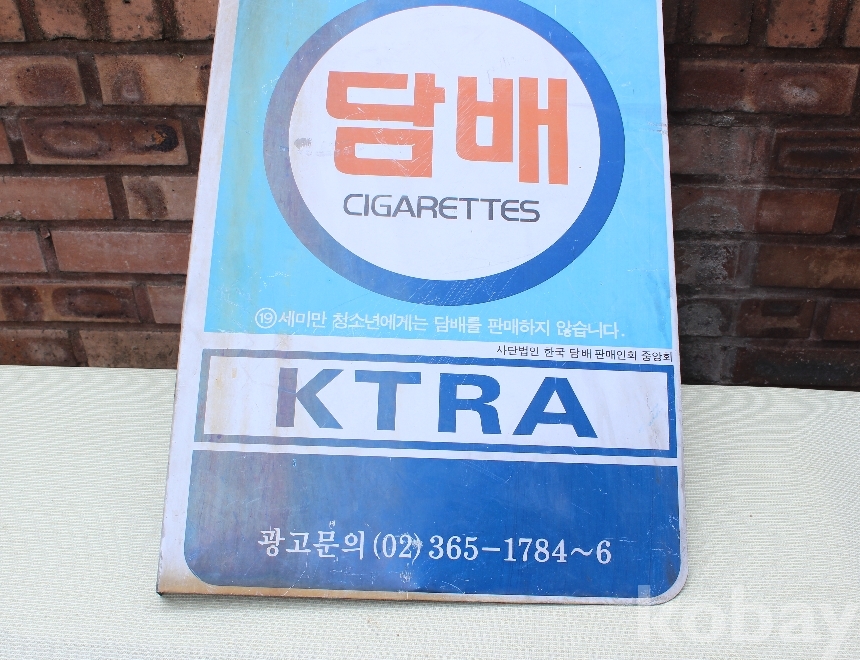 담배
CIGARETTES
⑲세미만 청소년에게는 담배를 판매하지 않습니다.
사단법인 한국 담배 판매인회 중앙회
KTRA
광고문의 (02) 365-1784~6
kobay